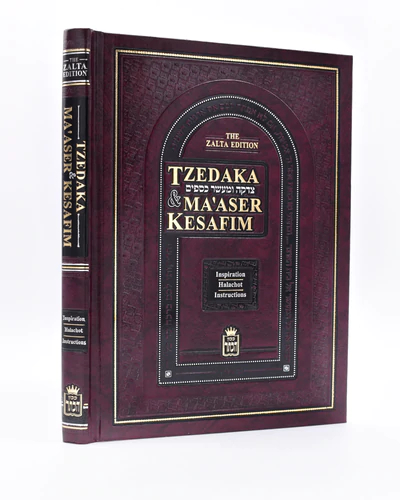 THE
ZALTA
EDITION
TZEDAKA
&
MA'ASER
KESAFIM
Inspiration
Halachot
Instructions
THE
ZALTA EDITION
TZEDAKA
צדקה ומעשר כספים
& MA'ASER
KESAFIM
Inspiration
Halachot
Instructions